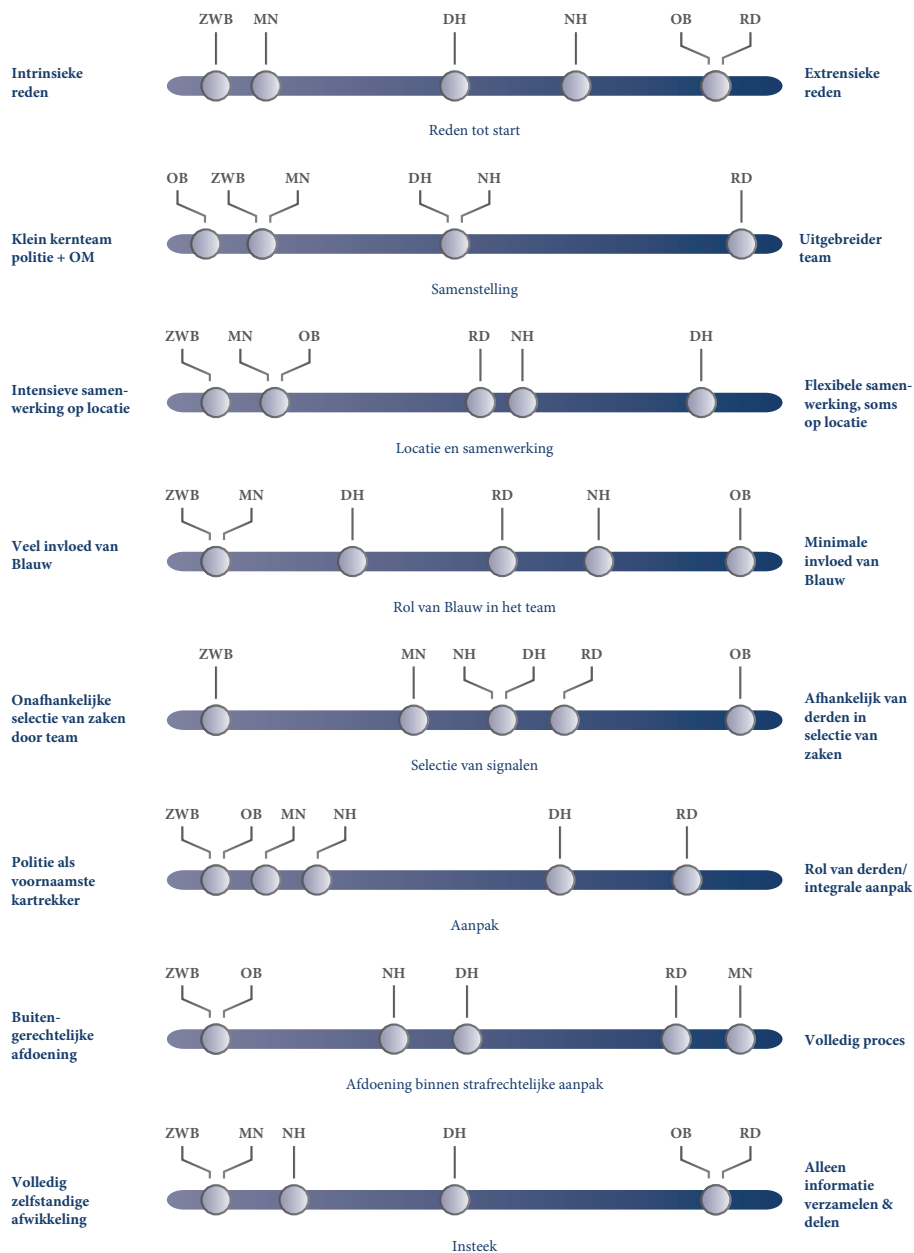 ZWB MN DH NH OB RD
Intrinsieke
reden
Extrensieke
reden
Reden tot start
OB ZWB MN DH NH RD
Klein kernteam
politie + OM
Uitgebreider
team
Samenstelling
ZWB MN OB RD NH DH
Intensieve samen-
werking op locatie
Flexibele samen-
werking, soms
op locatie
Locatie en samenwerking
ZWB MN DH RD NH OB
Veel invloed van
Blauw
Minimale
invloed van
Blauw
Rol van Blauw in het team
ZWB MN NH DH RD OB
Onafhankelijke
selectie van zaken
door team
Afhankelijk van
derden in
selectie van
zaken
Selectie van signalen
ZWB OB MN NH DH RD
Politie als
voornaamste
kartrekker
Rol van derden/
integrale aanpak
Aanpak
ZWB OB NH DH RD MN
Buiten-
gerechtelijke
afdoening
Volledig proces
Afdoening binnen strafrechtelijke aanpak
ZWB MN NH DH OB RD
Volledig
zelfstandige
afwikkeling
Alleen
informatie
verzamelen &
delen
Insteek